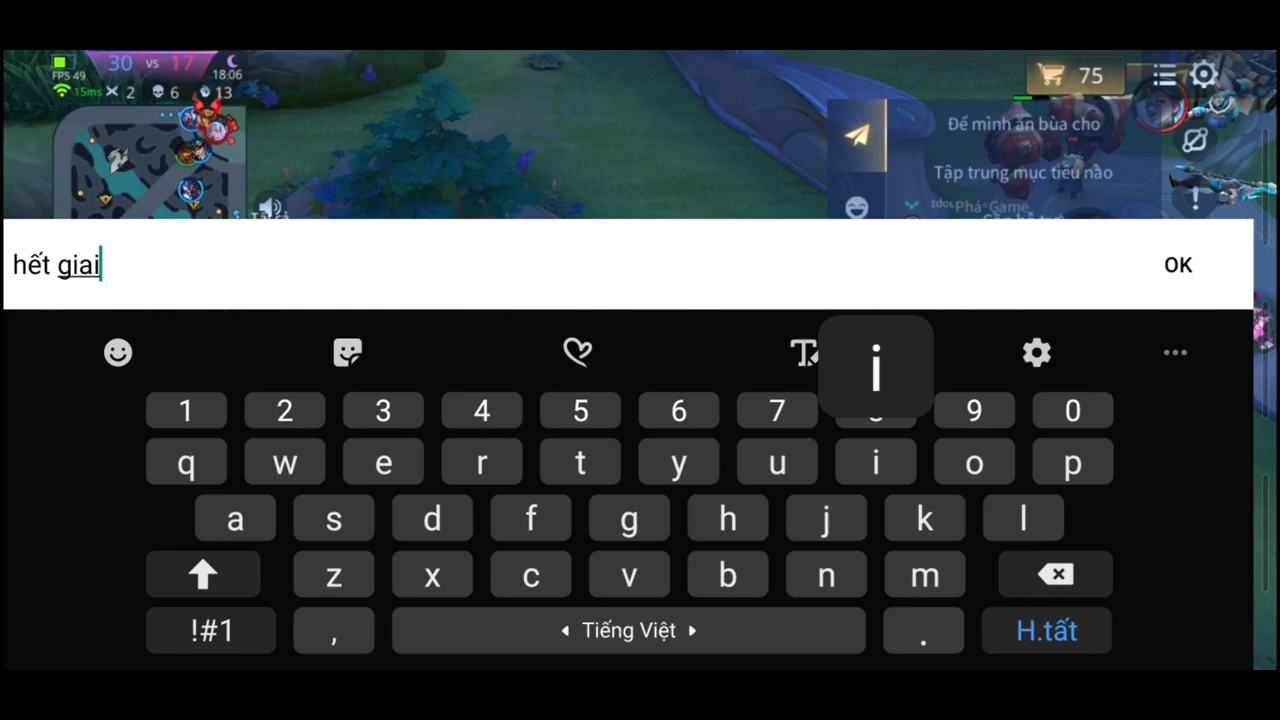 30 vs 17
FPS 49
18:06
15ms 2 6 13
75
Để mình ăn bùa cho
Tập trung mục tiêu nào
IdolPhá Game
hết giai
OK
i
1 2 3 4 5 6 7 9 0
q w e r t y u i o p
a s d f g h j k l
z x c v b n m
!#1 , Tiếng Việt . H.tất